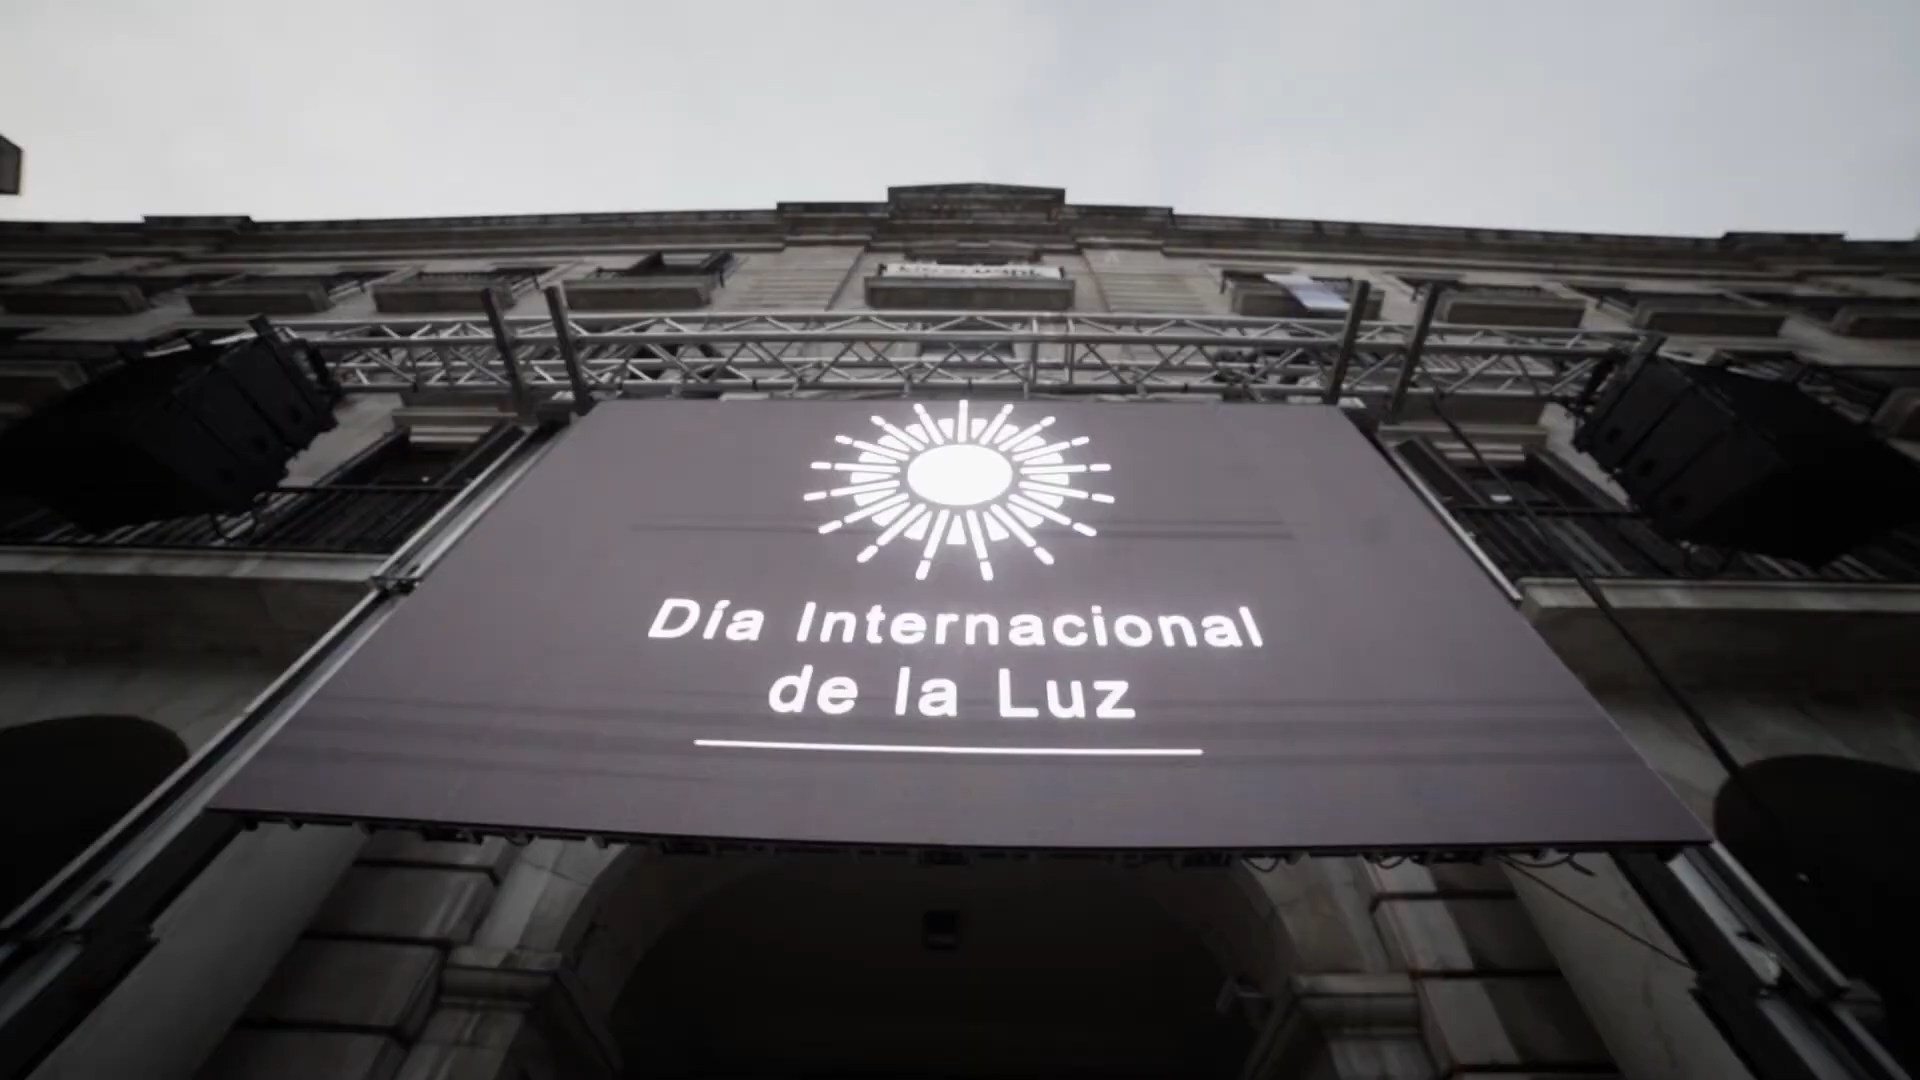 Día Internacional
de la Luz